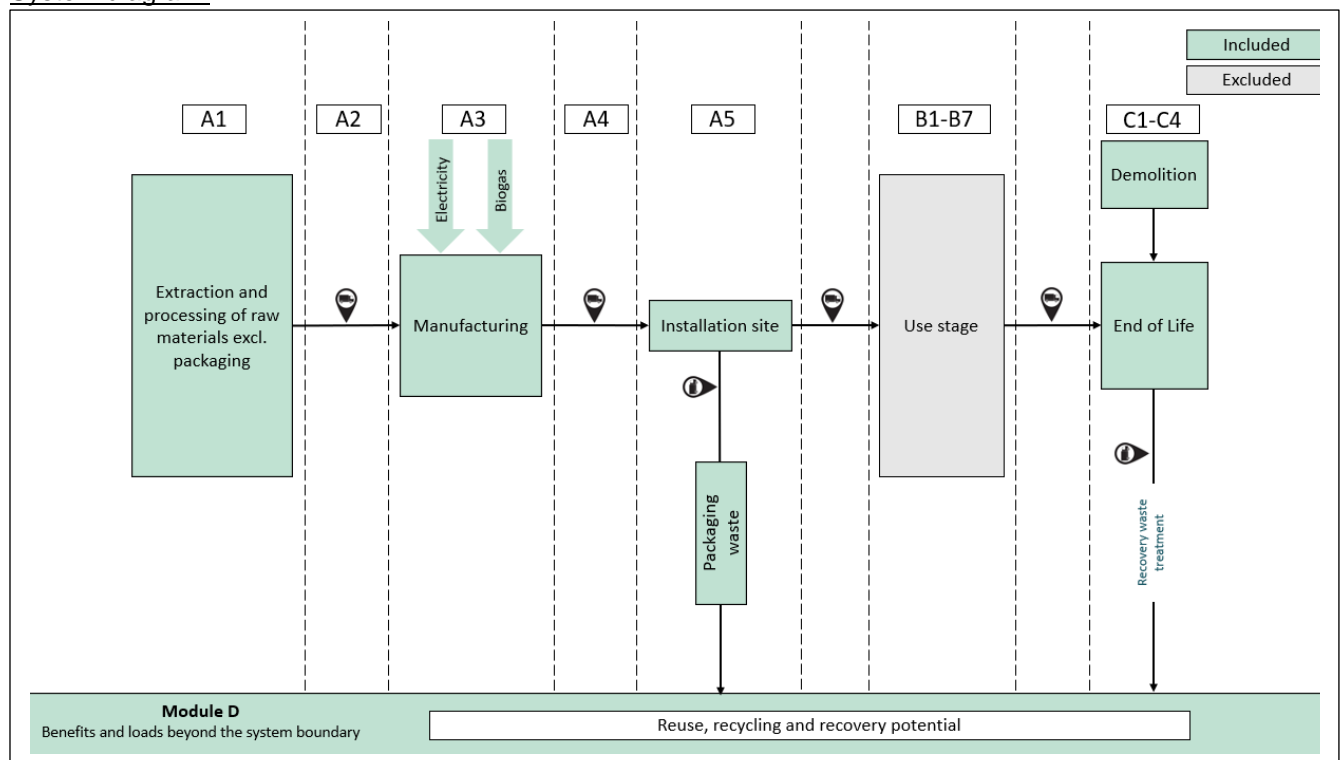 Included
Excluded
A1
A2
A3
A4
A5
B1-B7
C1-C4
Electricity
Biogas
Demolition
Extraction and
processing of raw
materials excl.
packaging
Manufacturing
Installation site
Use stage
End of Life
Packaging
waste
Recovery waste
treatment
Module D
Benefits and loads beyond the system boundary
Reuse, recycling and recovery potential